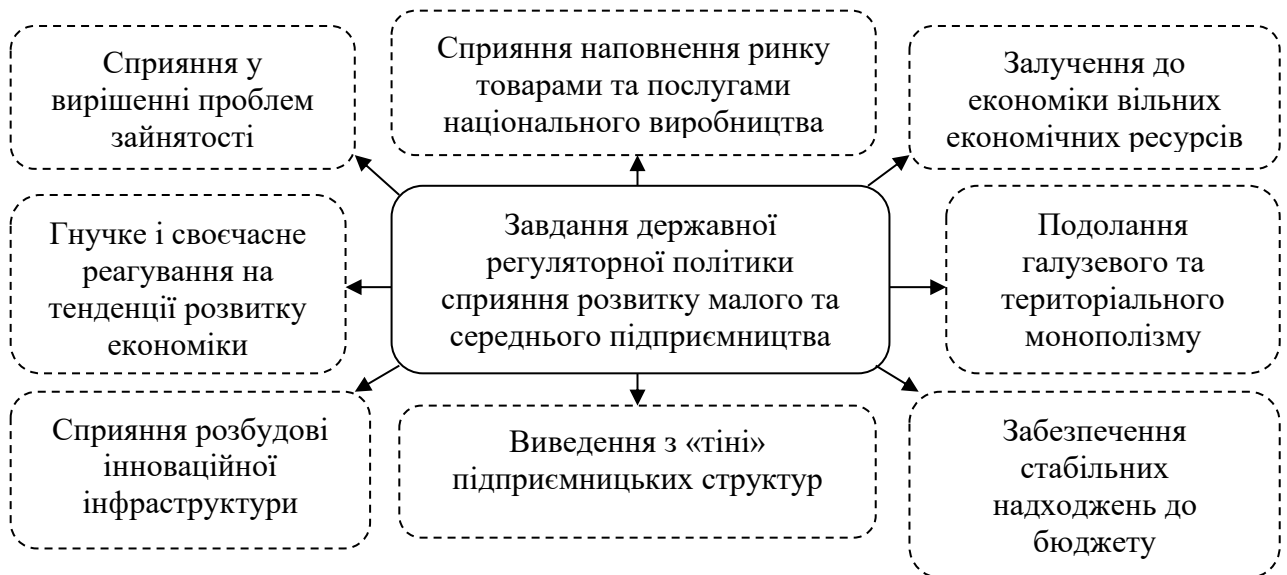 Сприяння у
вирішенні проблем
зайнятості
Сприяння наповнення ринку
товарами та послугами
національного виробництва
Залучення до
економіки вільних
економічних ресурсів
Гнучке і своєчасне
реагування на
тенденції розвитку
економіки
Завдання державної
регуляторної політики
сприяння розвитку малого та
середнього підприємництва
Подолання
галузевого та
територіального
монополізму
Сприяння розбудові
інноваційної
інфраструктури
Виведення з «тіні»
підприємницьких структур
Забезпечення
стабільних
надходжень до
бюджету